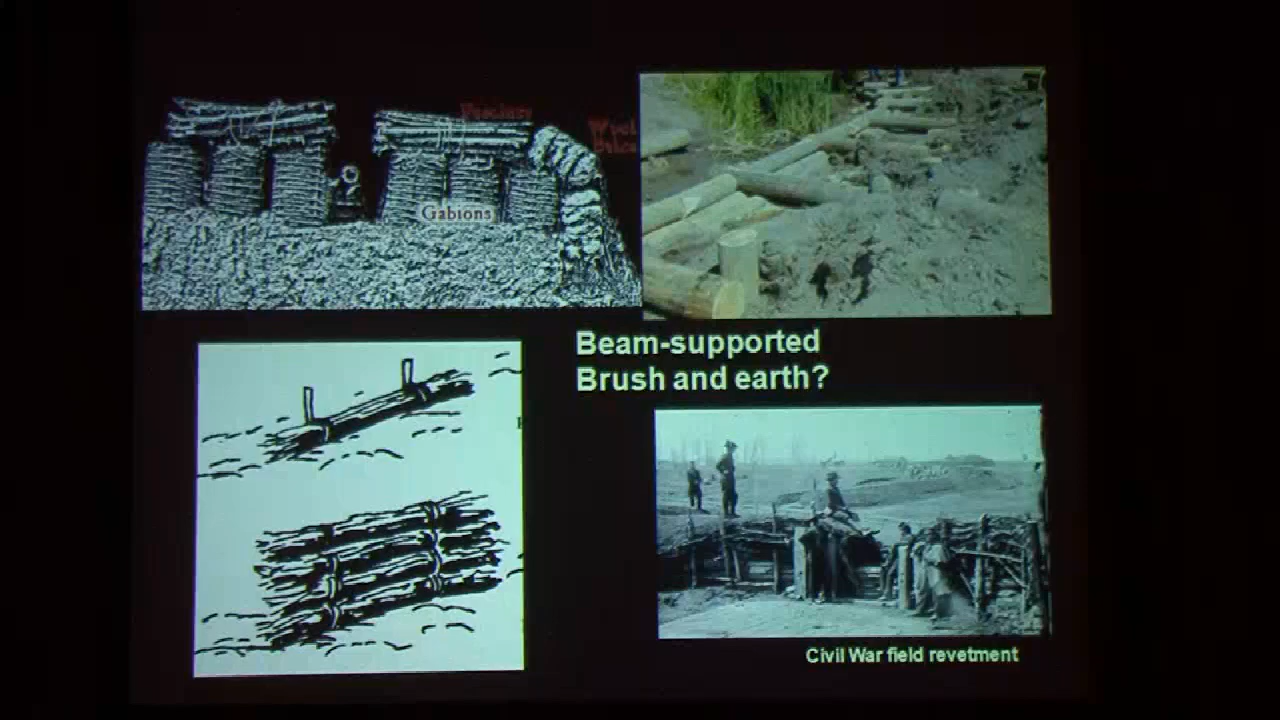 Gabions
Beam-supported
Brush and earth?
Civil War field revetment